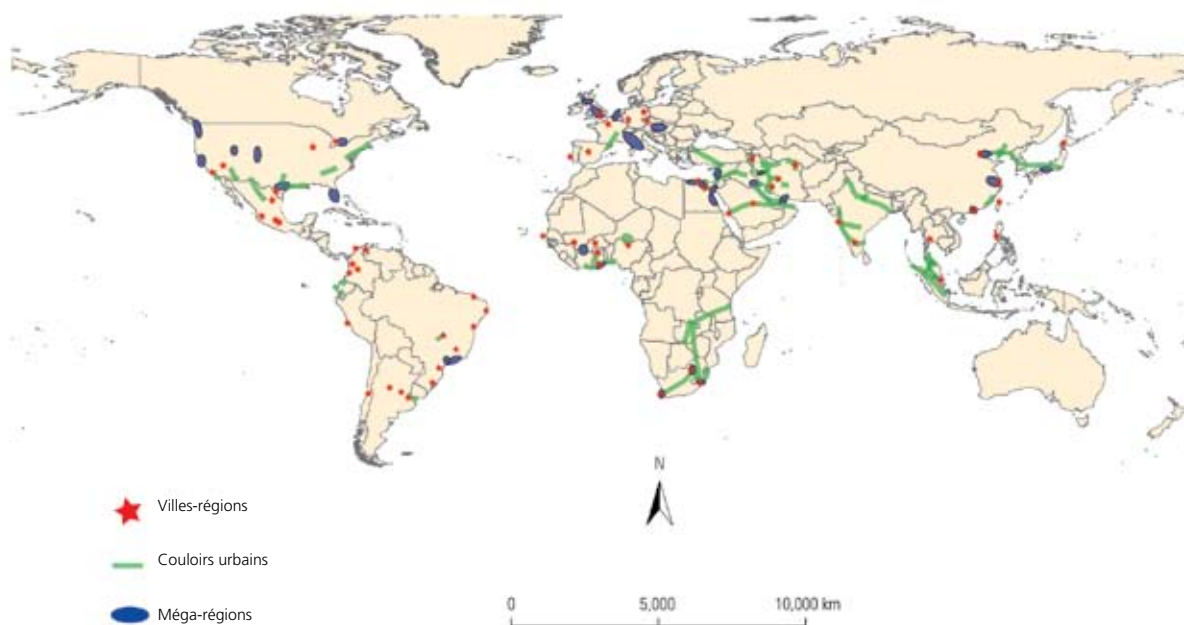 N
Villes-régions
Couloirs urbains
Méga-régions
0 5,000 10,000 km